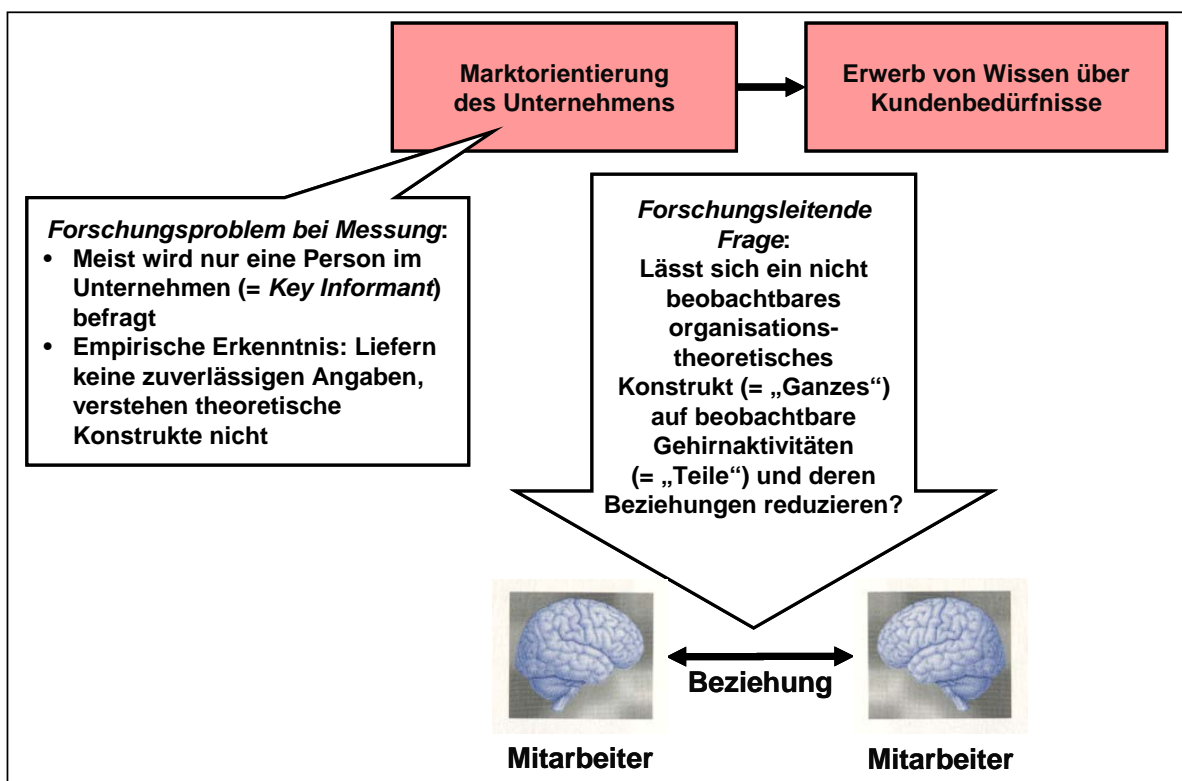 Marktorientierung
des Unternehmens
Erwerb von Wissen über
Kundenbedürfnisse
Forschungsproblem bei Messung:
• Meist wird nur eine Person im
Unternehmen (= Key Informant)
befragt
• Empirische Erkenntnis: Liefern
keine zuverlässigen Angaben,
verstehen theoretische
Konstrukte nicht
Forschungsleitende
Frage:
Lässt sich ein nicht
beobachtbares
organisations-
theoretisches
Konstrukt (= „Ganzes“)
auf beobachtbare
Gehirnaktivitäten
(= „Teile“) und deren
Beziehungen reduzieren?
Beziehung
Mitarbeiter
Mitarbeiter